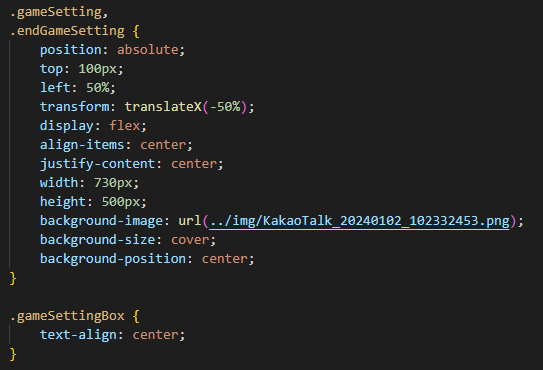 .gameSetting,
.endGameSetting {
    position: absolute;
    top: 100px;
    left: 50%;
    transform: translateX(-50%);
    display: flex;
    align-items: center;
    justify-content: center;
    width: 730px;
    height: 500px;
    background-image: url(../img/KakaoTalk_20240102_102332453.png);
    background-size: cover;
    background-position: center;
}
.gameSettingBox {
    text-align: center;
}